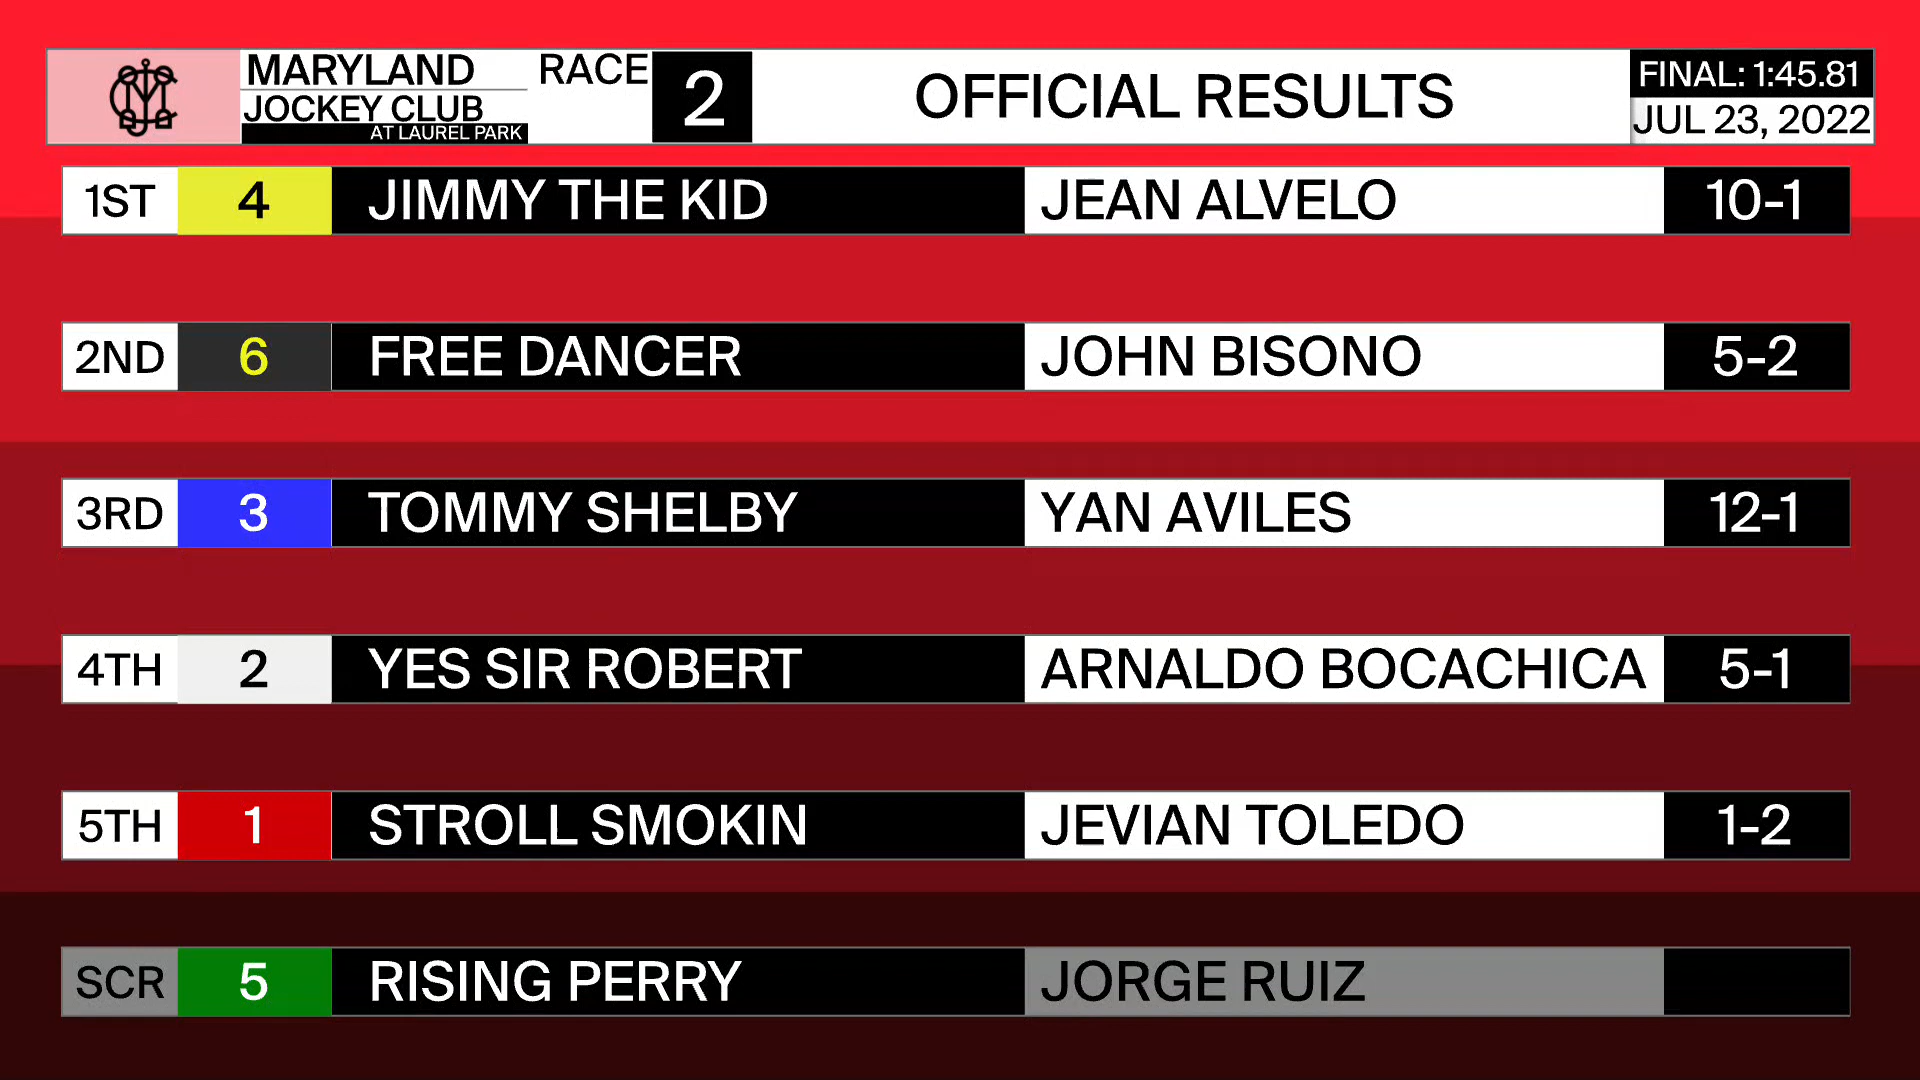 MARYLAND
JOCKEY CLUB
AT LAUREL PARK
RACE 2
OFFICIAL RESULTS
FINAL: 1:45.81
JUL 23, 2022
1ST 4 JIMMY THE KID JEAN ALVELO 10-1
2ND 6 FREE DANCER JOHN BISONO 5-2
3RD 3 TOMMY SHELBY YAN AVILES 12-1
4TH 2 YES SIR ROBERT ARNALDO BOCACHICA 5-1
5TH 1 STROLL SMOKIN JEVIAN TOLEDO 1-2
SCR 5 RISING PERRY JORGE RUIZ